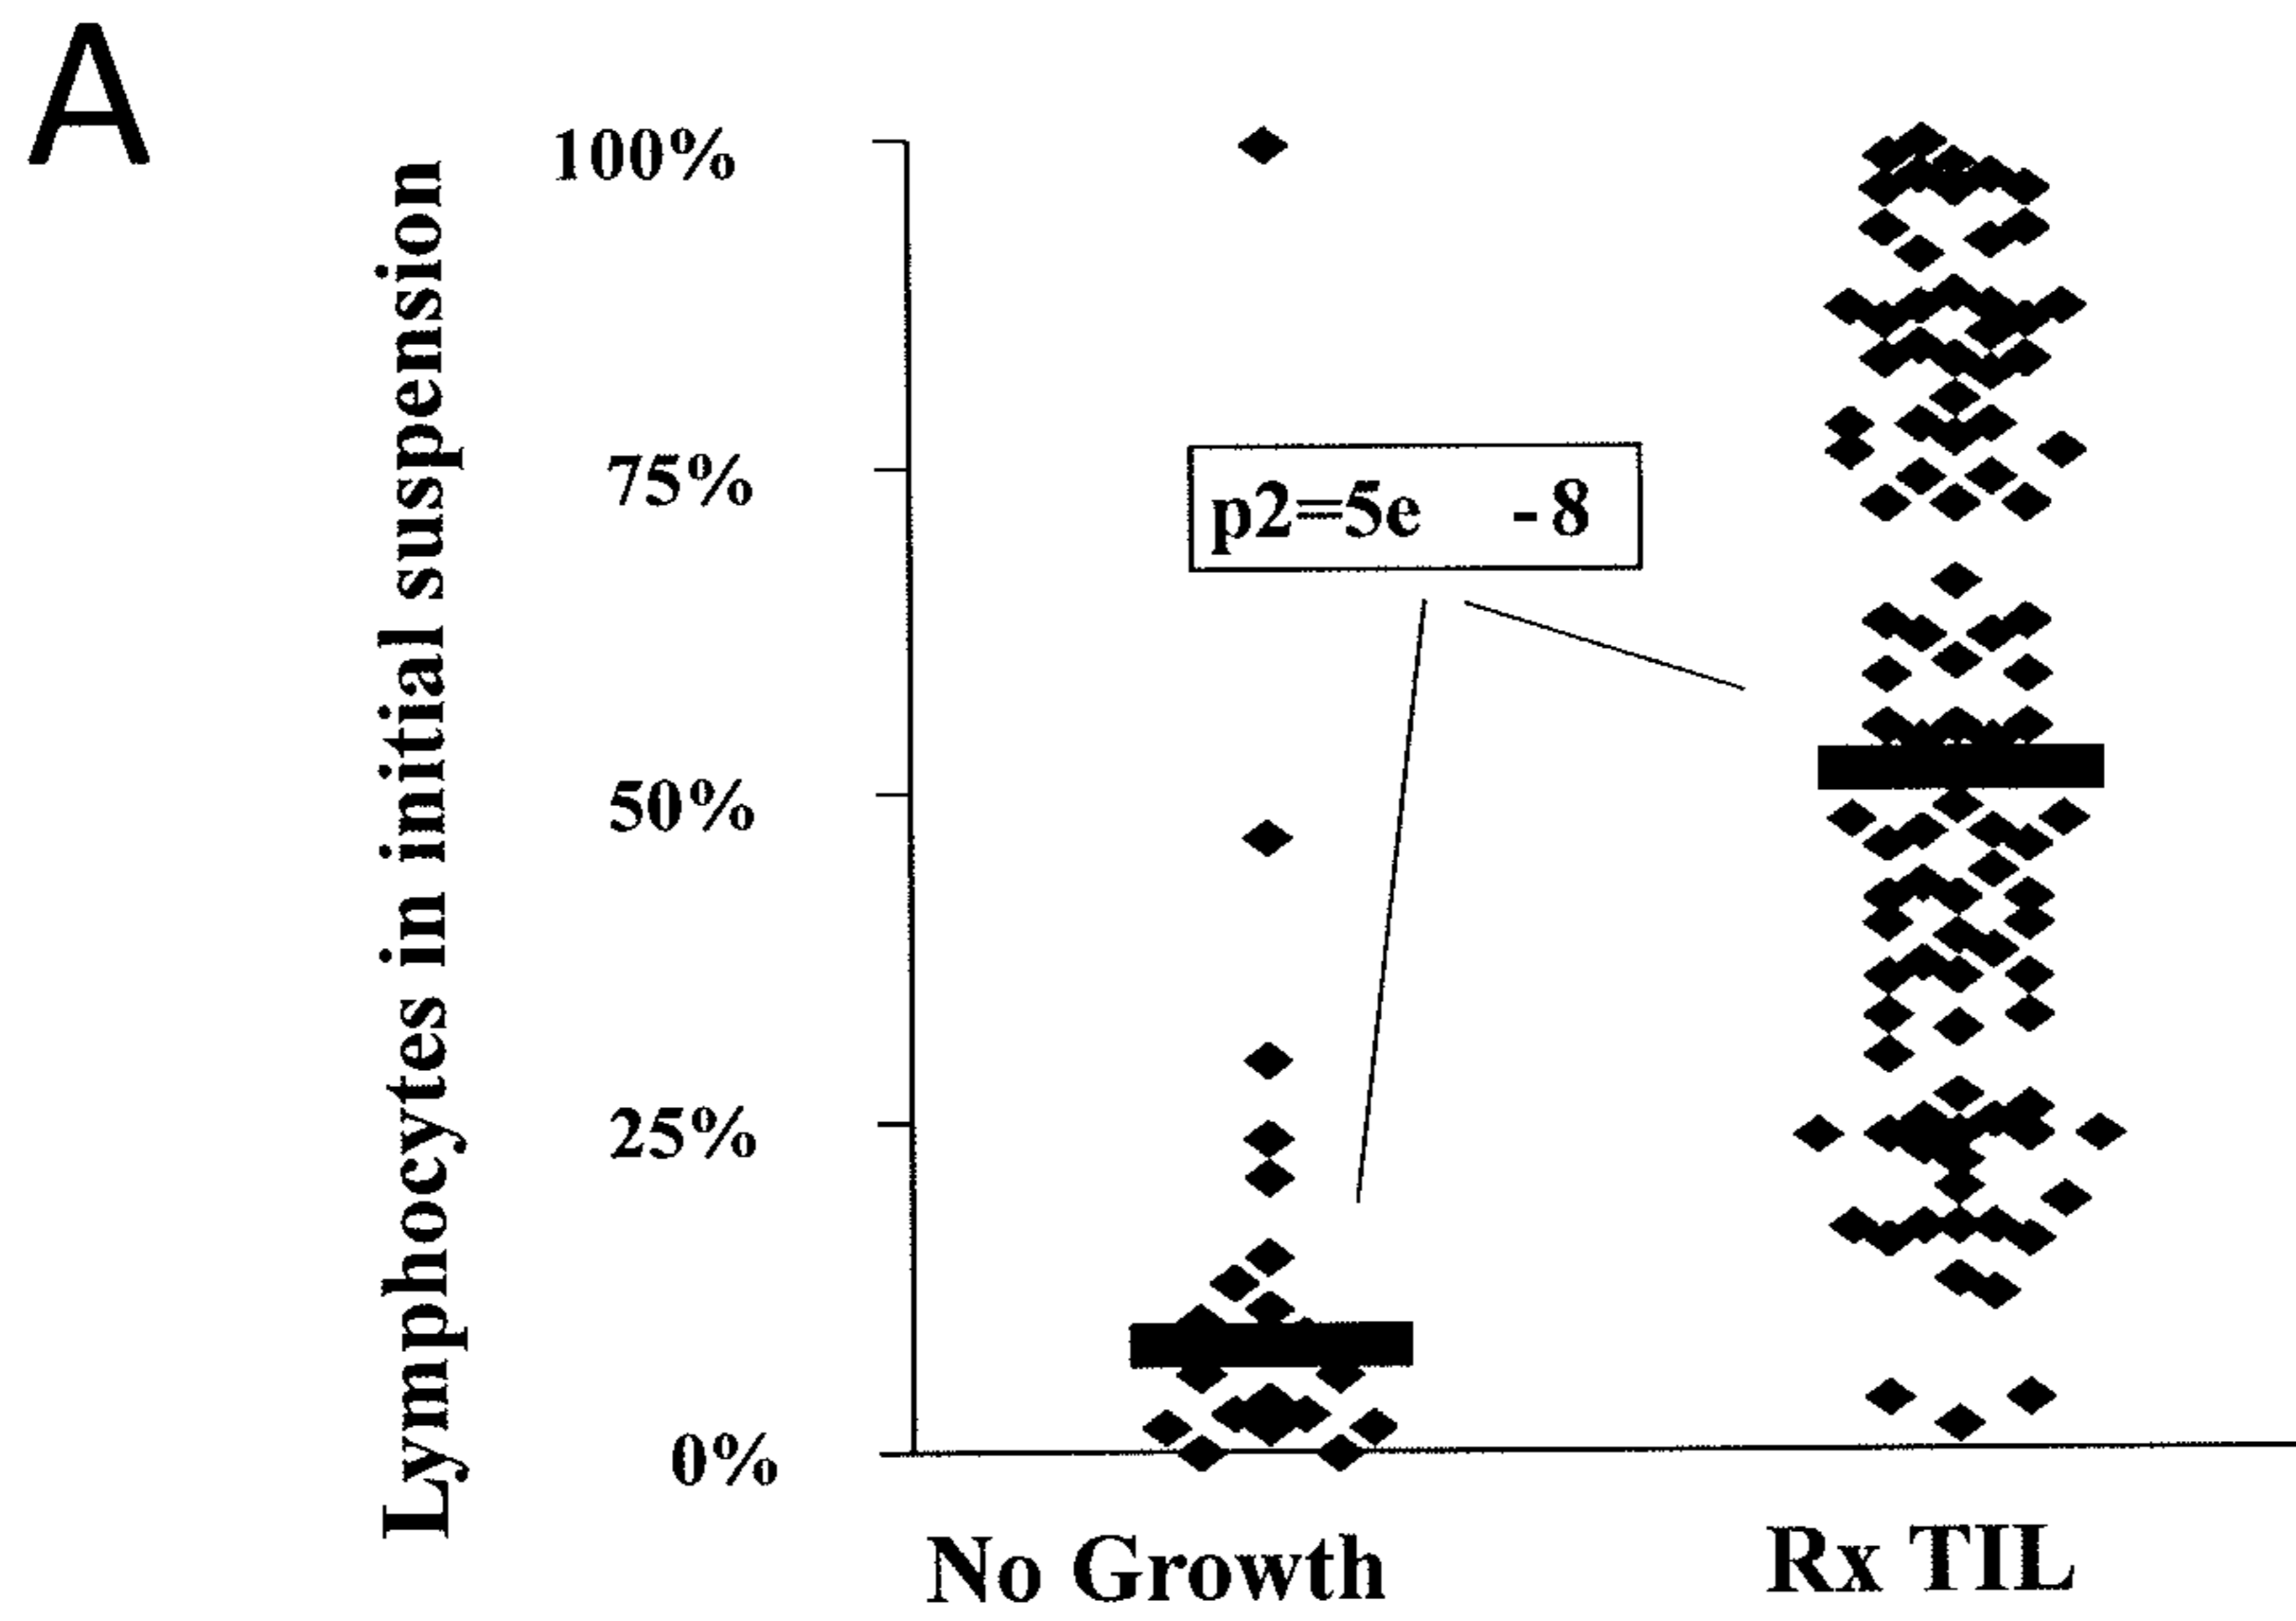 A
Lymphocytes in initial suspension
100%
75%
50%
25%
0%
p2=5e -8
No Growth
Rx TIL